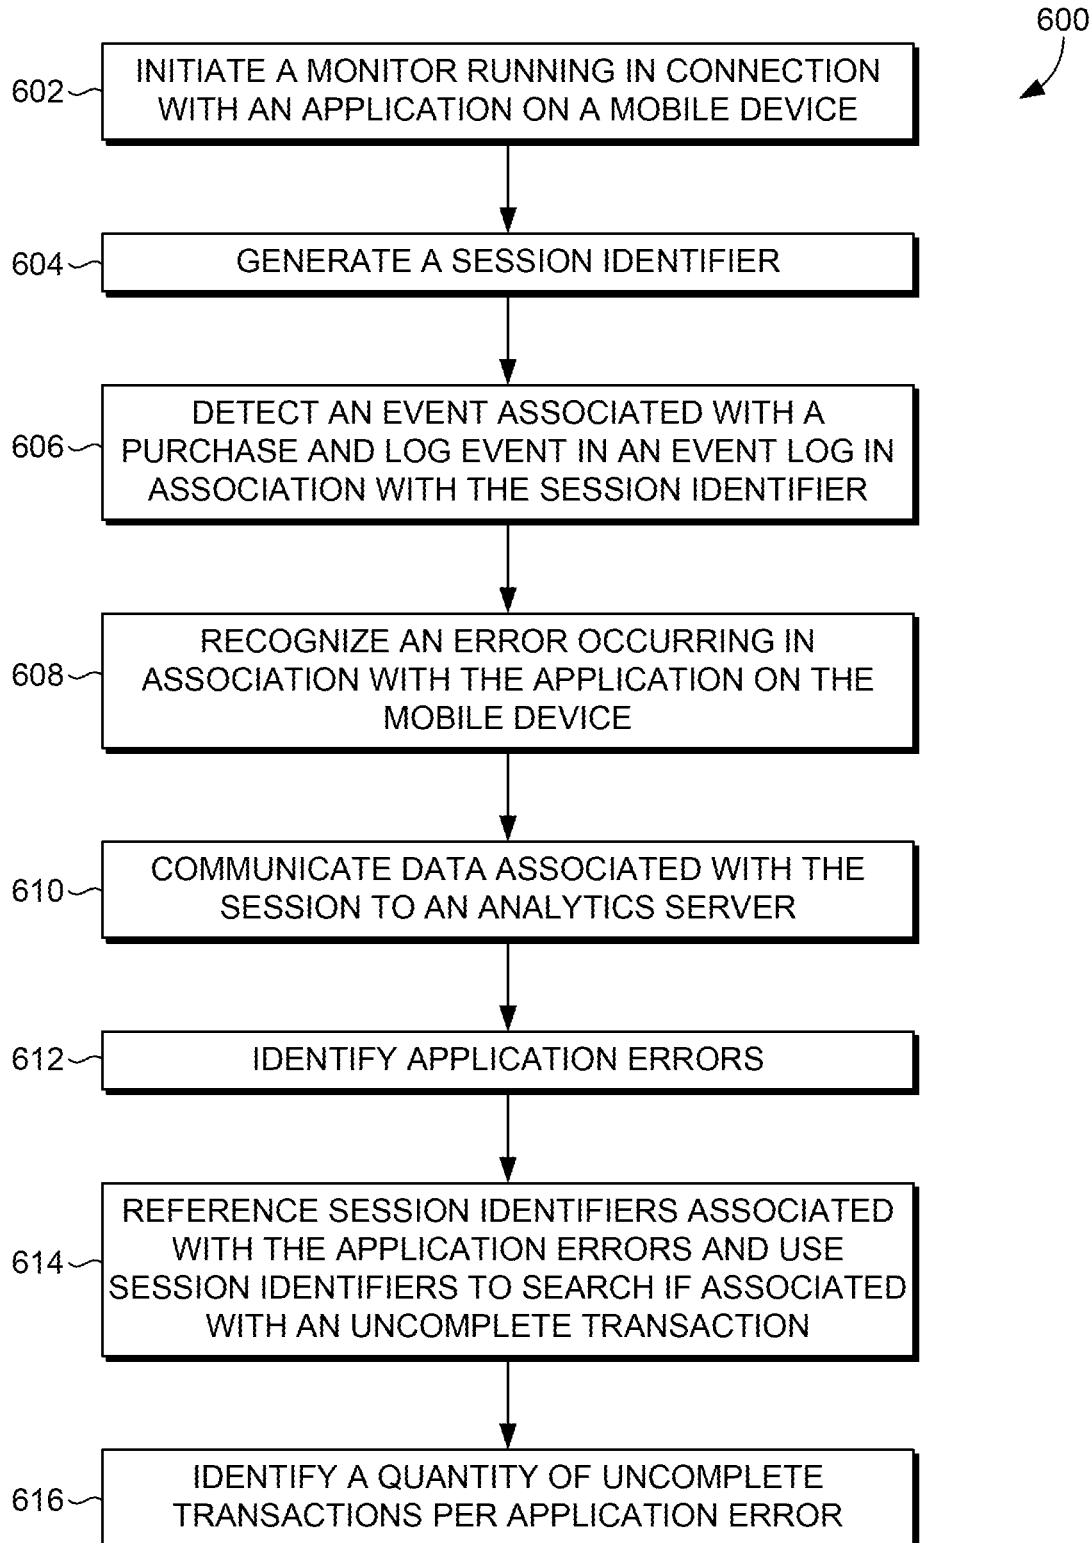 600
602
INITIATE A MONITOR RUNNING IN CONNECTION
WITH AN APPLICATION ON A MOBILE DEVICE
604
GENERATE A SESSION IDENTIFIER
606
DETECT AN EVENT ASSOCIATED WITH A
PURCHASE AND LOG EVENT IN AN EVENT LOG IN
ASSOCIATION WITH THE SESSION IDENTIFIER
608
RECOGNIZE AN ERROR OCCURRING IN
ASSOCIATION WITH THE APPLICATION ON THE
MOBILE DEVICE
610
COMMUNICATE DATA ASSOCIATED WITH THE
SESSION TO AN ANALYTICS SERVER
612
IDENTIFY APPLICATION ERRORS
614
REFERENCE SESSION IDENTIFIERS ASSOCIATED
WITH THE APPLICATION ERRORS AND USE
SESSION IDENTIFIERS TO SEARCH IF ASSOCIATED
WITH AN UNCOMPLETE TRANSACTION
616
IDENTIFY A QUANTITY OF UNCOMPLETE
TRANSACTIONS PER APPLICATION ERROR